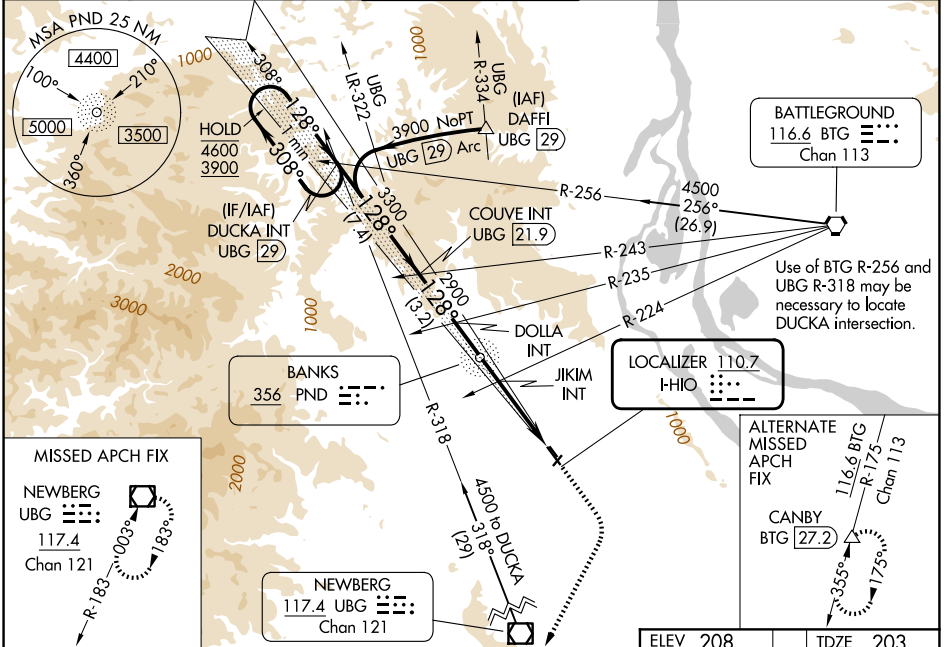 MSA PND 25 NM
4400
100°
210°
5000
3500
360°
1000
1000
UBG
LR-322
UBG
R-334
(IAF)
DAFFI
UBG 29
3900 NoPT
UBG 29 Arc
308°
128°
1 min
308°
HOLD
4600
3900
(IF/IAF)
DUCKA INT
UBG 29
3300
128°
(7.4)
COUVE INT
UBG 21.9
2900
128°
(3.2)
BATTLEGROUND
116.6 BTG
Chan 113
R-256
4500
256°
(26.9)
R-243
R-235
R-224
Use of BTG R-256 and
UBG R-318 may be
necessary to locate
DUCKA intersection.
2000
3000
1000
DOLLA
INT
JIKIM
INT
BANKS
356 PND
LOCALIZER 110.7
I-HIO
R-318
1000
2000
MISSED APCH FIX
NEWBERG
UBG
117.4
Chan 121
003°
183°
R-183
4500 to DUCKA
318°
(29)
NEWBERG
117.4 UBG
Chan 121
ALTERNATE
MISSED
APCH
FIX
116.6 BTG
R-175
Chan 113
CANBY
BTG 27.2
355°
175°
ELEV 208
TDZE 203